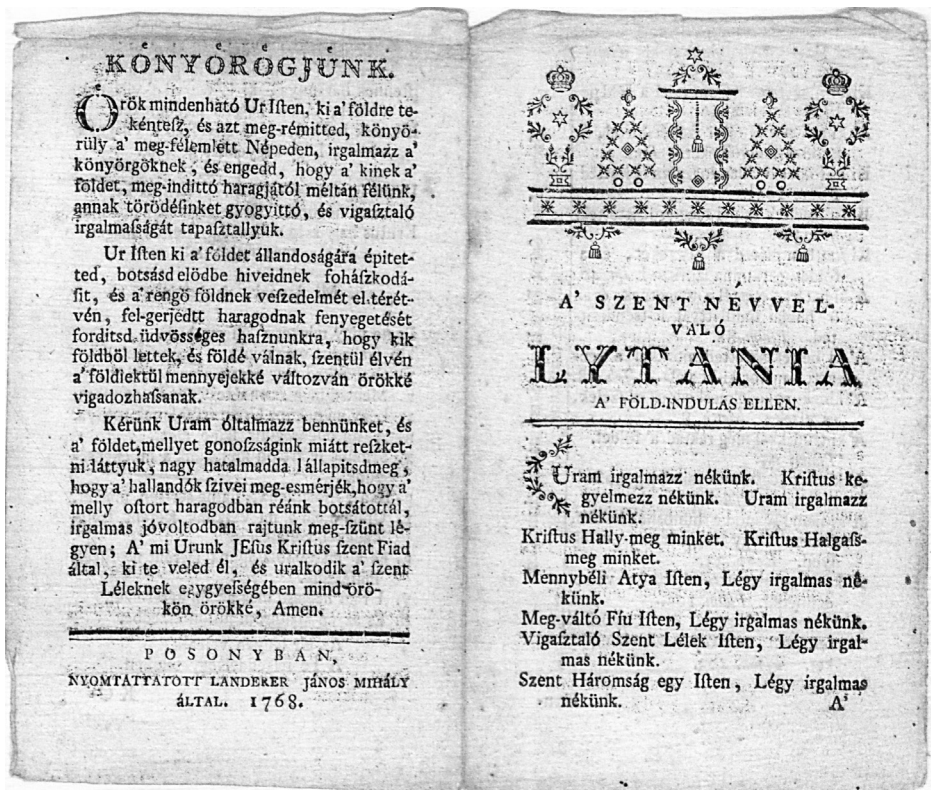 KÖNYÖRÖGJÜNK.
Örök mindenható Ur Iſten, ki a' földre te-
kénteſz, és azt meg-rémitted, könyö-
rüly a' meg-félemlett Népeden, irgalmazz a'
könyörgöknek, és engedd, hogy a' kinek a'
földet, meg-indittó haragjától méltán félünk,
annak törödéſinket gyogyittó, és vigaſztaló
irgalmaſságát tapaſztallyuk.
Ur Iſten ki a' földet állandoságára épitet-
ted, botsásd elödbe hiveidnek foháſzkodá-
ſit, és a' rengö földnek veſzedelmét el-térét-
vén, fel-gerjedtt haragodnak fenyegetését
forditsd üdvösséges haſznunkra, hogy kik
földböl lettek, és földé válnak, ſzentül élvén
a' földiektül mennyejekké változván örökké
vigadozhaſsanak.
Kérünk Uram óltalmazz bennünket, és
a' földet, mellyet gonoſzságink miátt reſzket-
ni láttyuk, nagy hatalmadda l állapitsdmeg,
hogy a' hallandók ſzivei meg-esmérjék, hogy a'
melly oſtort haragodban réánk botsátottál,
irgalmas jóvoltodban rajtunk meg-ſzünt lé-
gyen; A' mi Urunk JEſus Kriſtus ſzent Fiad
által, ki te veled él, és uralkodik a' ſzent
Léleknek egygyeſségében mind-örö-
kön örökké, Amen.
POSONYBAN,
NYOMTATTATOTT LANDERER JÁNOS MIHÁLY
áLTAL. 1768.
A' SZENT NÉVVEL-
VALÓ
LYTANIA
A' FÖLD-INDULÁS ELLEN.
Uram irgalmazz nékünk. Kriſtus ke-
gyelmezz nékünk. Uram irgalmazz
nékünk.
Kriſtus Hally-meg minket. Kriſtus Halgaſs-
meg minket.
Mennybéli Atya Iſten, Légy irgalmas né-
künk.
Meg-váltó Fiu Iſten, Légy irgalmas nékünk.
Vigaſztaló Szent Lélek Iſten, Légy irgal-
mas nékünk.
Szent Háromság egy Iſten, Légy irgalmas
nékünk. A'